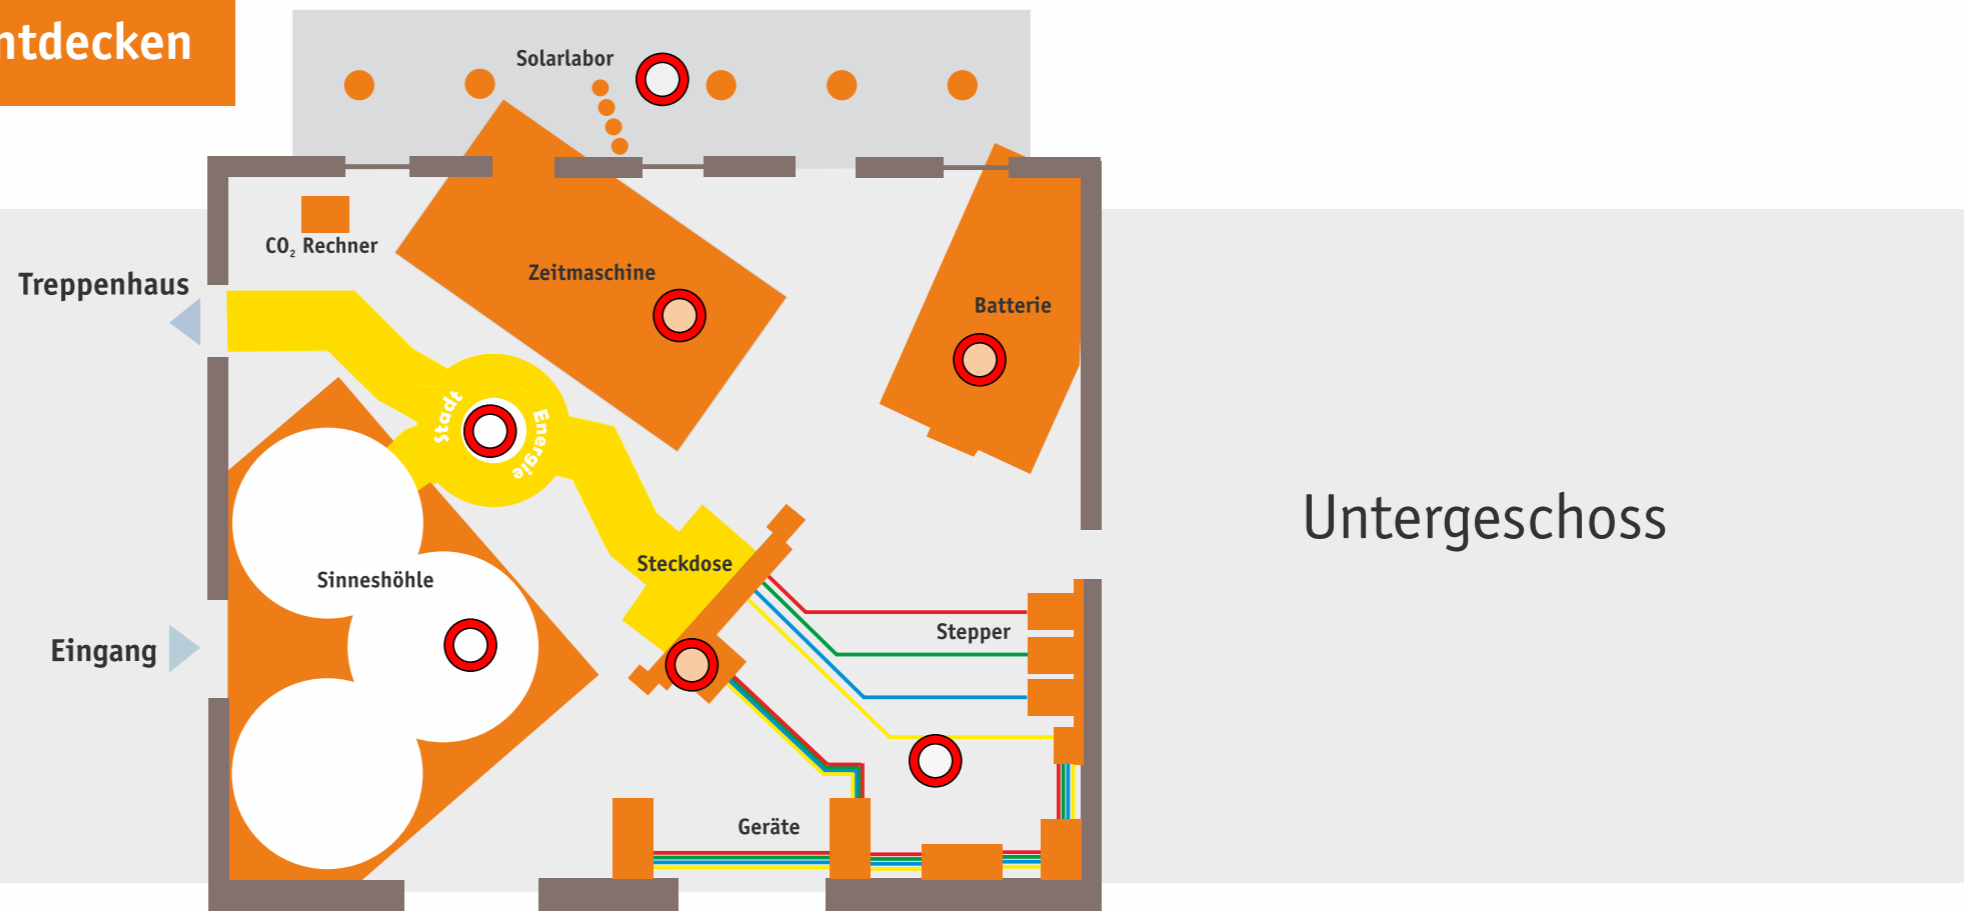 ntdecken
Solarlabor
CO₂ Rechner
Treppenhaus
Zeitmaschine
Batterie
Stadt
Energie
Untergeschoss
Steckdose
Sinneshöhle
Stepper
Eingang
Geräte